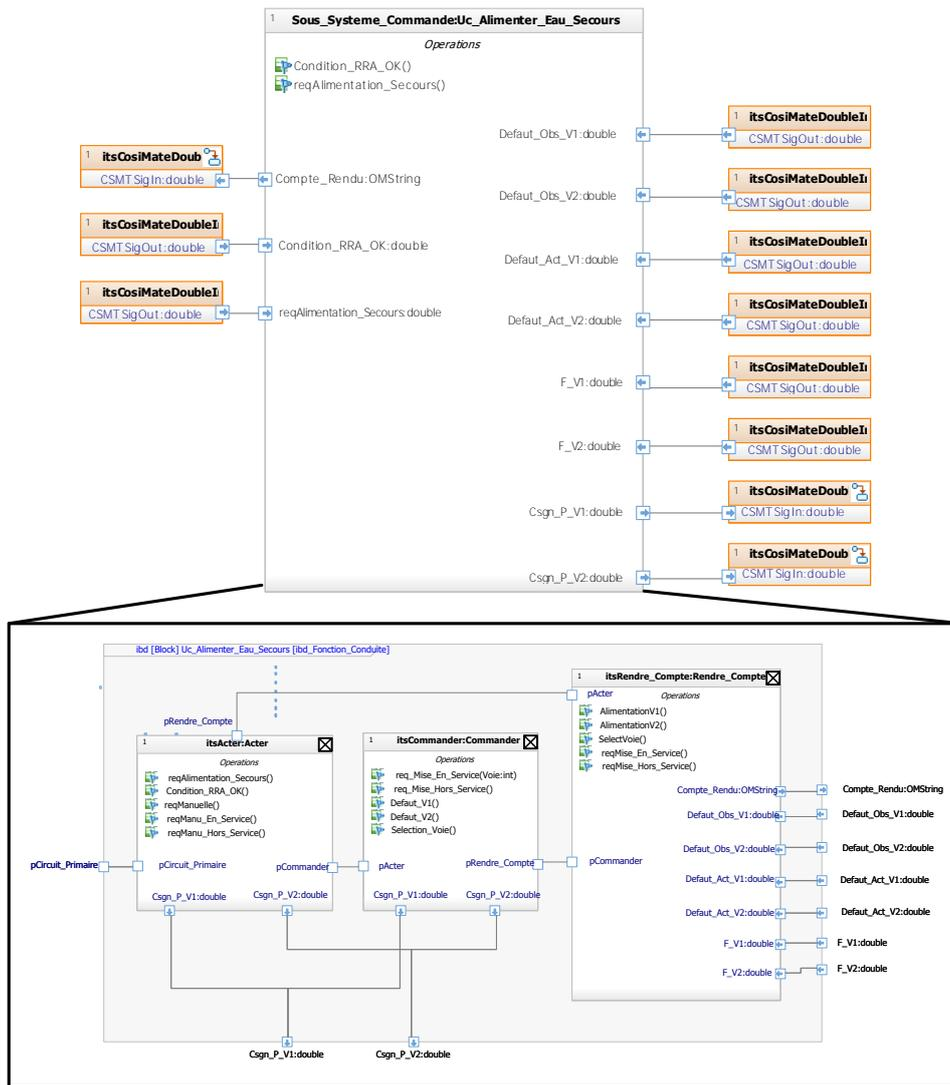 1
Sous_Systeme_Commande:Uc_Alimenter_Eau_Secours
Operations
Condition_RRA_OK()
reqAlimentation_Secours()
1
itsCosiMateDoub
CSMTSigIn:double
Compte_Rendu:OMString
1
itsCosiMateDoubleI
CSMTSigOut:double
Condition_RRA_OK:double
1
itsCosiMateDoubleI
CSMTSigOut:double
reqAlimentation_Secours:double
Defaut_Obs_V1:double
1
itsCosiMateDoubleI
CSMTSigOut:double
Defaut_Obs_V2:double
1
itsCosiMateDoubleI
CSMTSigOut:double
Defaut_Act_V1:double
1
itsCosiMateDoubleI
CSMTSigOut:double
Defaut_Act_V2:double
1
itsCosiMateDoubleI
CSMTSigOut:double
F_V1:double
1
itsCosiMateDoubleI
CSMTSigOut:double
F_V2:double
1
itsCosiMateDoubleI
CSMTSigOut:double
Csgn_P_V1:double
1
itsCosiMateDoub
CSMTSigIn:double
Csgn_P_V2:double
1
itsCosiMateDoub
CSMTSigIn:double
ibd [Block] Uc_Alimenter_Eau_Secours [ibd_Fonction_Conduite]
pRendre_Compte
1
itsActer:Acter
Operations
reqAlimentation_Secours()
Condition_RRA_OK()
reqManuelle()
reqManu_En_Service()
reqManu_Hors_Service()
pCircuit_Primaire
pCircuit_Primaire
pCommander
Csgn_P_V1:double
Csgn_P_V2:double
1
itsCommander:Commander
Operations
req_Mise_En_Service(Voie:int)
req_Mise_Hors_Service()
Defaut_V1()
Defaut_V2()
Selection_Voie()
pActer
pRendre_Compte
Csgn_P_V1:double
Csgn_P_V2:double
1
itsRendre_Compte:Rendre_Compte
pActer
Operations
AlimentationV1()
AlimentationV2()
SelectVoie()
reqMise_En_Service()
reqMise_Hors_Service()
pCommander
Compte_Rendu:OMString
Compte_Rendu:OMString
Defaut_Obs_V1:double
Defaut_Obs_V1:double
Defaut_Obs_V2:double
Defaut_Obs_V2:double
Defaut_Act_V1:double
Defaut_Act_V1:double
Defaut_Act_V2:double
Defaut_Act_V2:double
F_V1:double
F_V1:double
F_V2:double
F_V2:double
Csgn_P_V1:double
Csgn_P_V2:double